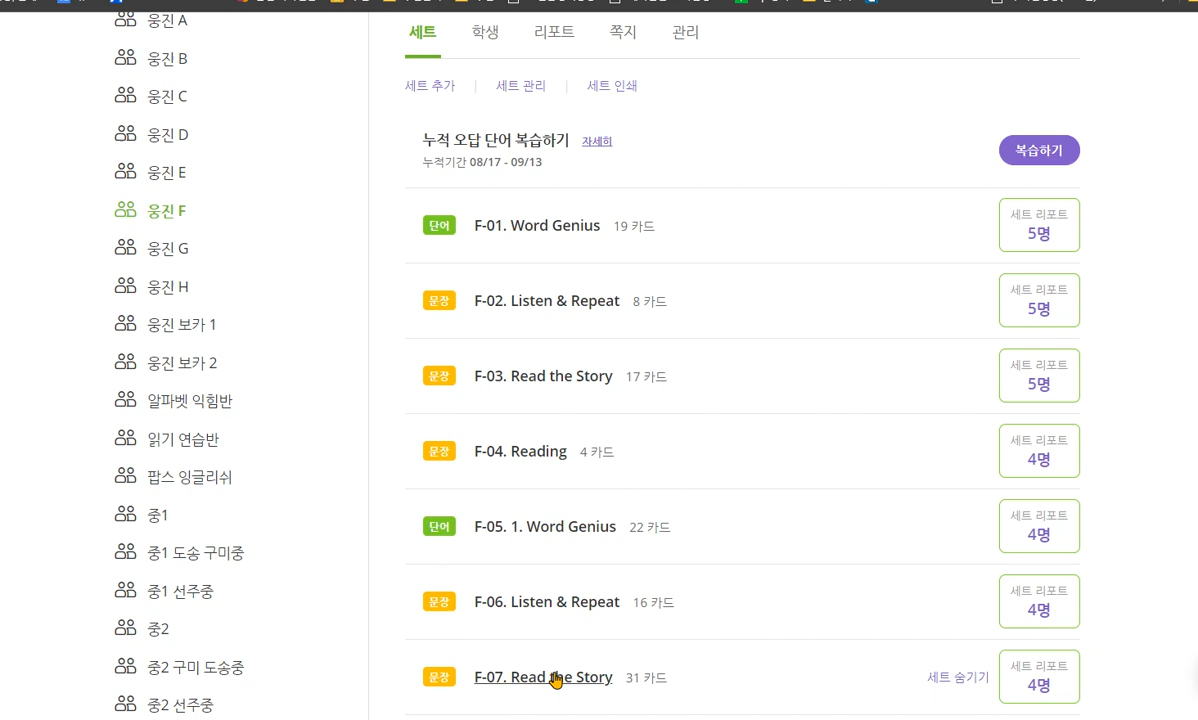 웅진 A
웅진 B
웅진 C
웅진 D
웅진 E
웅진 F
웅진 G
웅진 H
웅진 보카 1
웅진 보카 2
알파벳 익힘반
읽기 연습반
팝스 잉글리쉬
중1
중1 도송 구미중
중1 선주중
중2
중2 구미 도송중
중2 선주중
세트 학생 리포트 쪽지 관리
세트 추가 | 세트 관리 | 세트 인쇄
누적 오답 단어 복습하기 자세히
누적기간 08/17 - 09/13
복습하기
단어 F-01. Word Genius 19 카드
세트 리포트
5명
문장 F-02. Listen & Repeat 8 카드
세트 리포트
5명
문장 F-03. Read the Story 17 카드
세트 리포트
5명
문장 F-04. Reading 4 카드
세트 리포트
4명
단어 F-05. 1. Word Genius 22 카드
세트 리포트
4명
문장 F-06. Listen & Repeat 16 카드
세트 리포트
4명
문장 F-07. Read the Story 31 카드 세트 숨기기
세트 리포트
4명